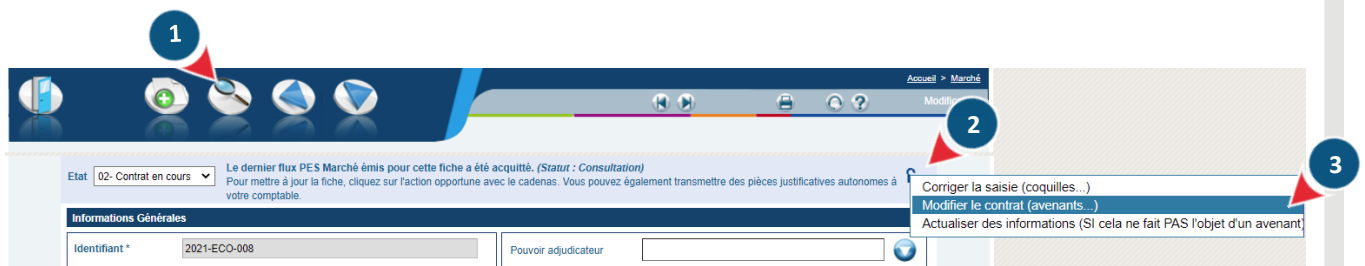 1
Accueil > Marché
Modifi
2
3
Etat 02- Contrat en cours
Le dernier flux PES Marché émis pour cette fiche a été acquitté. (Statut : Consultation)
Pour mettre à jour la fiche, cliquez sur l'action opportune avec le cadenas. Vous pouvez également transmettre des pièces justificatives autonomes à
votre comptable.
Corriger la saisie (coquilles...)
Modifier le contrat (avenants...)
Actualiser des informations (SI cela ne fait PAS l'objet d'un avenant)
Informations Générales
Identifiant * 2021-ECO-008
Pouvoir adjudicateur